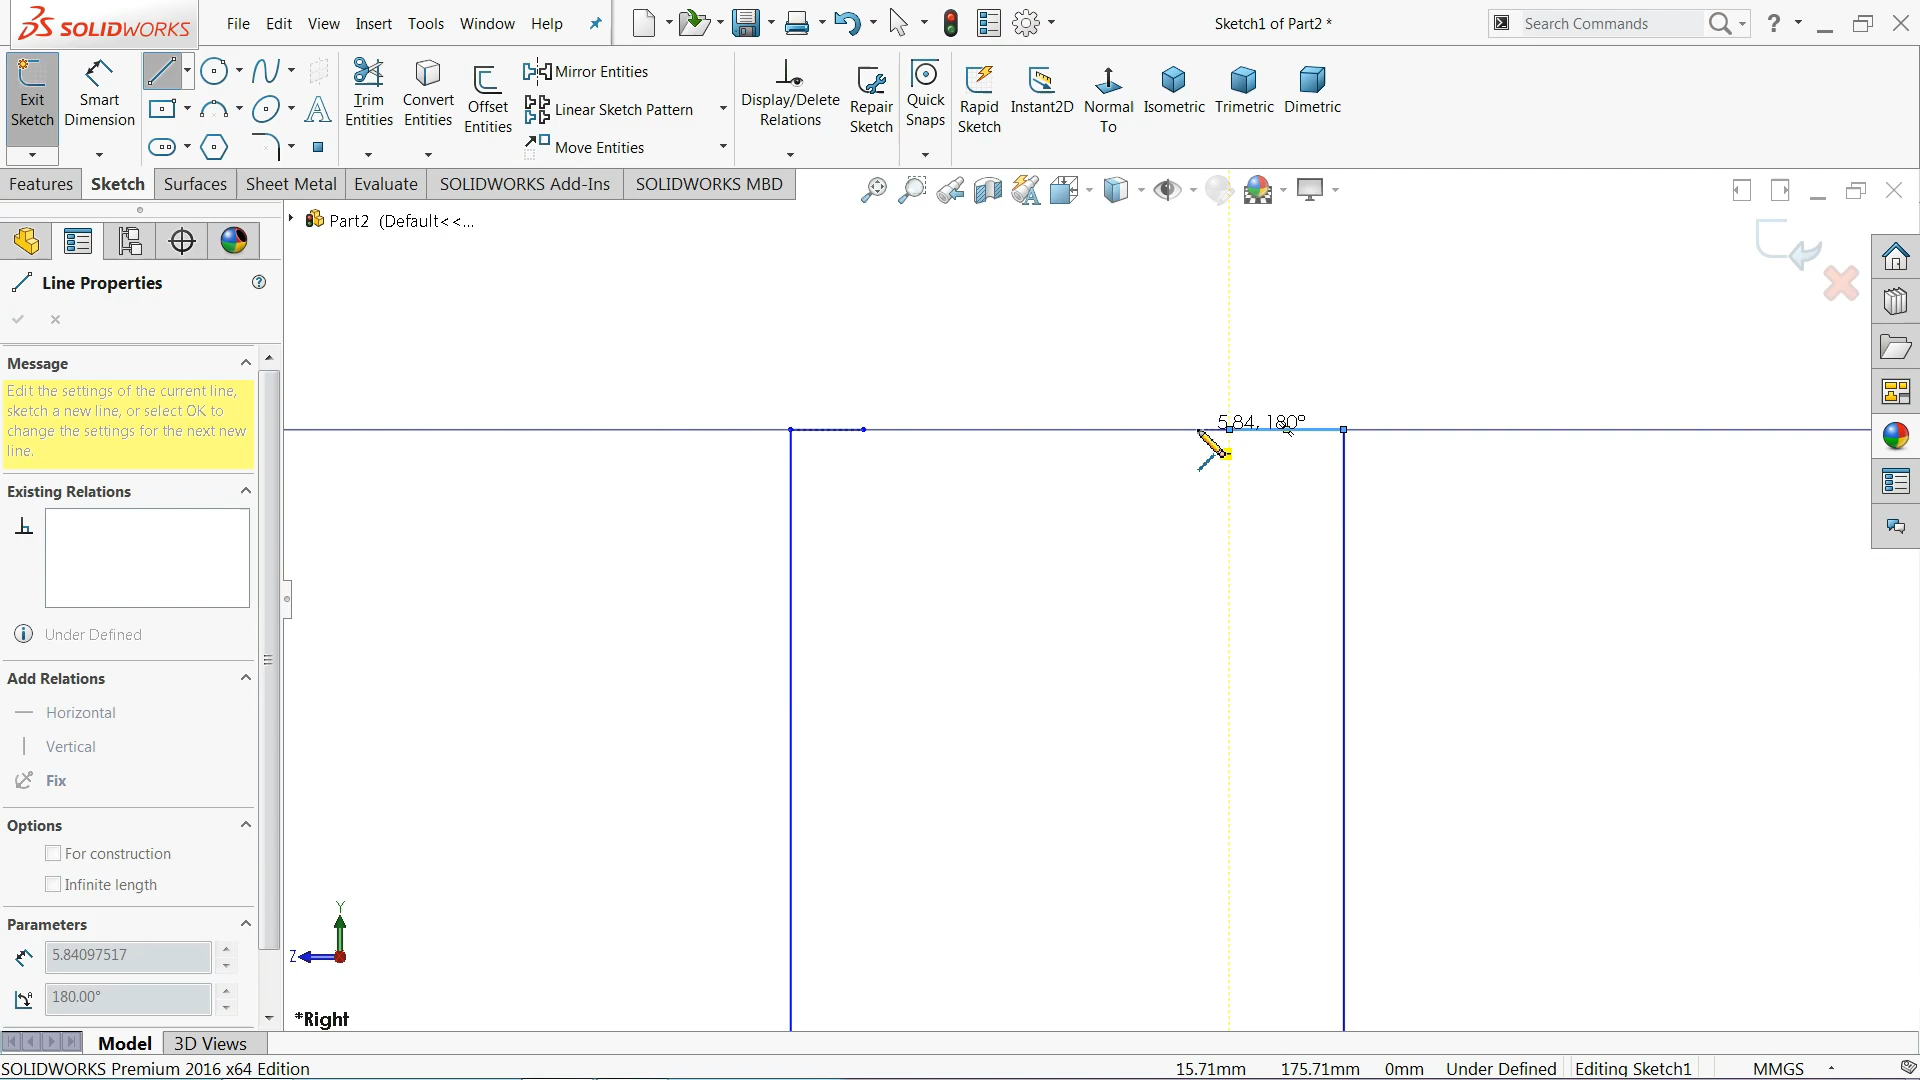 SOLIDWORKS
File Edit View Insert Tools Window Help
Sketch1 of Part2 *
Search Commands
Exit Sketch
Smart Dimension
Trim Entities
Convert Entities
Offset Entities
Mirror Entities
Linear Sketch Pattern
Move Entities
Display/Delete Relations
Repair Sketch
Quick Snaps
Rapid Sketch
Instant2D
Normal To
Isometric
Trimetric
Dimetric
Features Sketch Surfaces Sheet Metal Evaluate SOLIDWORKS Add-Ins SOLIDWORKS MBD
Part2 (Default<<...
Line Properties
Message
Edit the settings of the current line,
sketch a new line, or select OK to
change the settings for the next new
line.
Existing Relations
Under Defined
Add Relations
Horizontal
Vertical
Fix
Options
For construction
Infinite length
Parameters
5.84097517
180.00°
5.84, 180°
Y
Z
*Right
Model 3D Views
SOLIDWORKS Premium 2016 x64 Edition
15.71mm 175.71mm 0mm Under Defined Editing Sketch1 MMGS